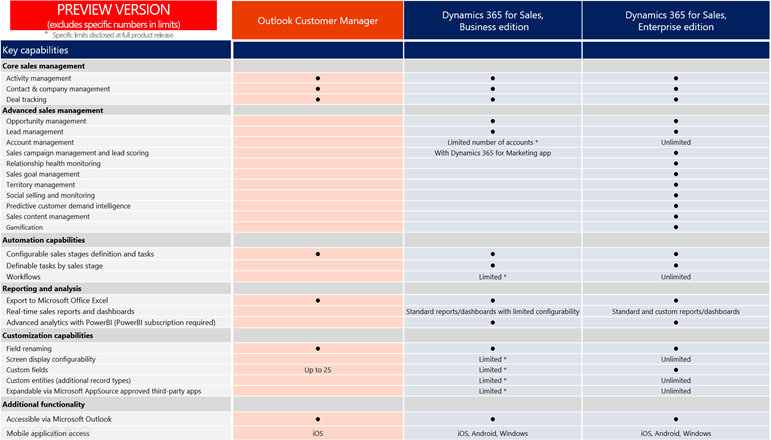 PREVIEW VERSION
(excludes specific numbers in limits)
* Specific limits disclosed at full product release
Outlook Customer Manager
Dynamics 365 for Sales,
Business edition
Dynamics 365 for Sales,
Enterprise edition
Key capabilities
Core sales management
Activity management ● ● ●
Contact & company management ● ● ●
Deal tracking ● ● ●
Advanced sales management
Opportunity management ● ●
Lead management ● ●
Account management Limited number of accounts * Unlimited
Sales campaign management and lead scoring With Dynamics 365 for Marketing app ●
Relationship health monitoring ●
Sales goal management ●
Territory management ●
Social selling and monitoring ●
Predictive customer demand intelligence ●
Sales content management ●
Gamification ●
Automation capabilities
Configurable sales stages definition and tasks ● ● ●
Definable tasks by sales stage ● ●
Workflows Limited * Unlimited
Reporting and analysis
Export to Microsoft Office Excel ● ● ●
Real-time sales reports and dashboards Standard reports/dashboards with limited configurability Standard and custom reports/dashboards
Advanced analytics with PowerBI (PowerBI subscription required) ● ●
Customization capabilities
Field renaming ● ● ●
Screen display configurability Limited * Unlimited
Custom fields Up to 25 Limited * ●
Custom entities (additional record types) Limited * Unlimited
Expandable via Microsoft AppSource approved third-party apps Limited * Unlimited
Additional functionality
Accessible via Microsoft Outlook ● ● ●
Mobile application access iOS iOS, Android, Windows iOS, Android, Windows